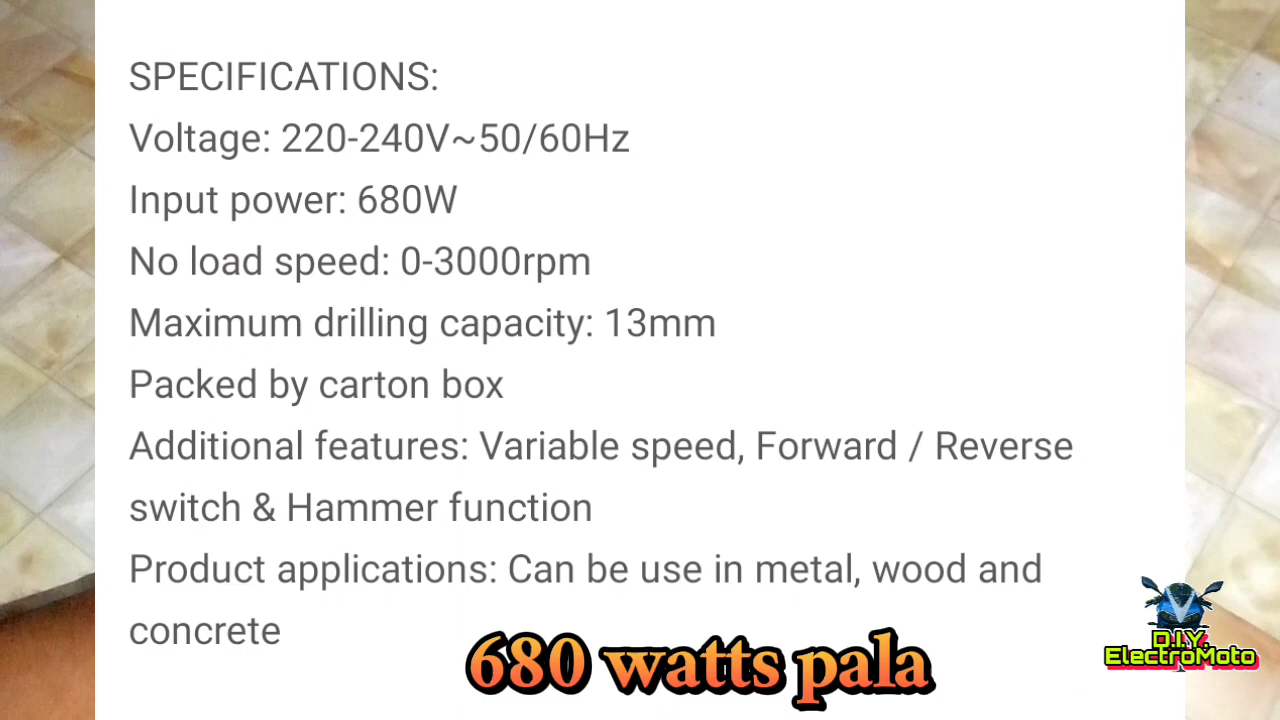 SPECIFICATIONS:
Voltage: 220-240V~50/60Hz
Input power: 680W
No load speed: 0-3000rpm
Maximum drilling capacity: 13mm
Packed by carton box
Additional features: Variable speed, Forward / Reverse
switch & Hammer function
Product applications: Can be use in metal, wood and
concrete
680 watts pala
D.I.Y.
ElectroMoto